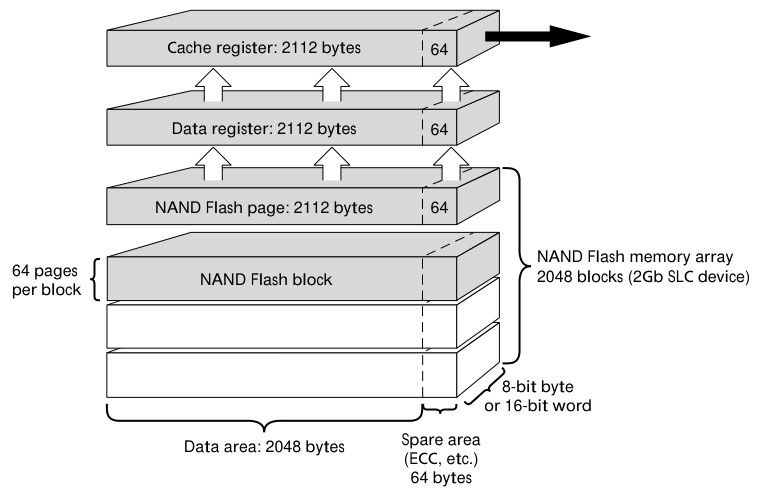 Cache register: 2112 bytes
64
Data register: 2112 bytes
64
NAND Flash page: 2112 bytes
64
64 pages
per block
NAND Flash block
NAND Flash memory array
2048 blocks (2Gb SLC device)
8-bit byte
or 16-bit word
Data area: 2048 bytes
Spare area
(ECC, etc.)
64 bytes